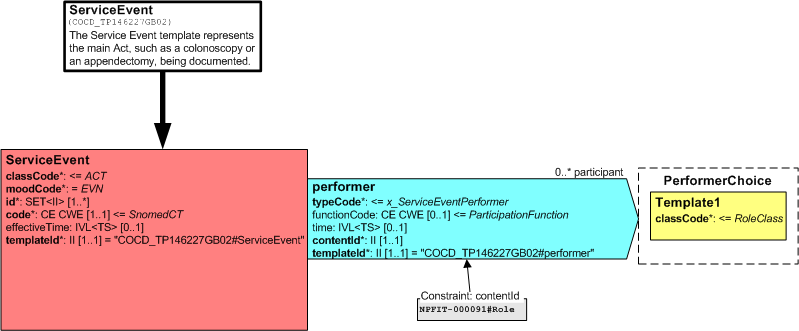 ServiceEvent
(COCD_TP146227GB02)
The Service Event template represents
the main Act, such as a colonoscopy or
an appendectomy, being documented.
ServiceEvent
classCode*: <= ACT
moodCode*: = EVN
id*: SET<II> [1..*]
code*: CE CWE [1..1] <= SnomedCT
effectiveTime: IVL<TS> [0..1]
templateId*: II [1..1] = "COCD_TP146227GB02#ServiceEvent"
0..* participant
performer
typeCode*: <= x_ServiceEventPerformer
functionCode: CE CWE [0..1] <= ParticipationFunction
time: IVL<TS> [0..1]
contentId*: II [1..1]
templateId*: II [1..1] = "COCD_TP146227GB02#performer"
PerformerChoice
Template1
classCode*: <= RoleClass
Constraint: contentId
NPFIT-000091#Role